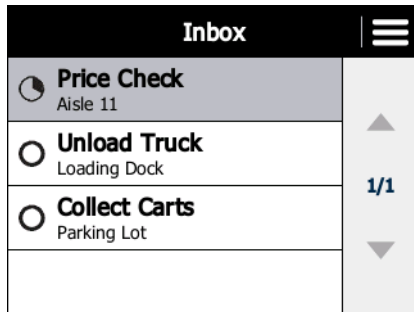 Inbox
Price Check
Aisle 11
Unload Truck
Loading Dock
1/1
Collect Carts
Parking Lot